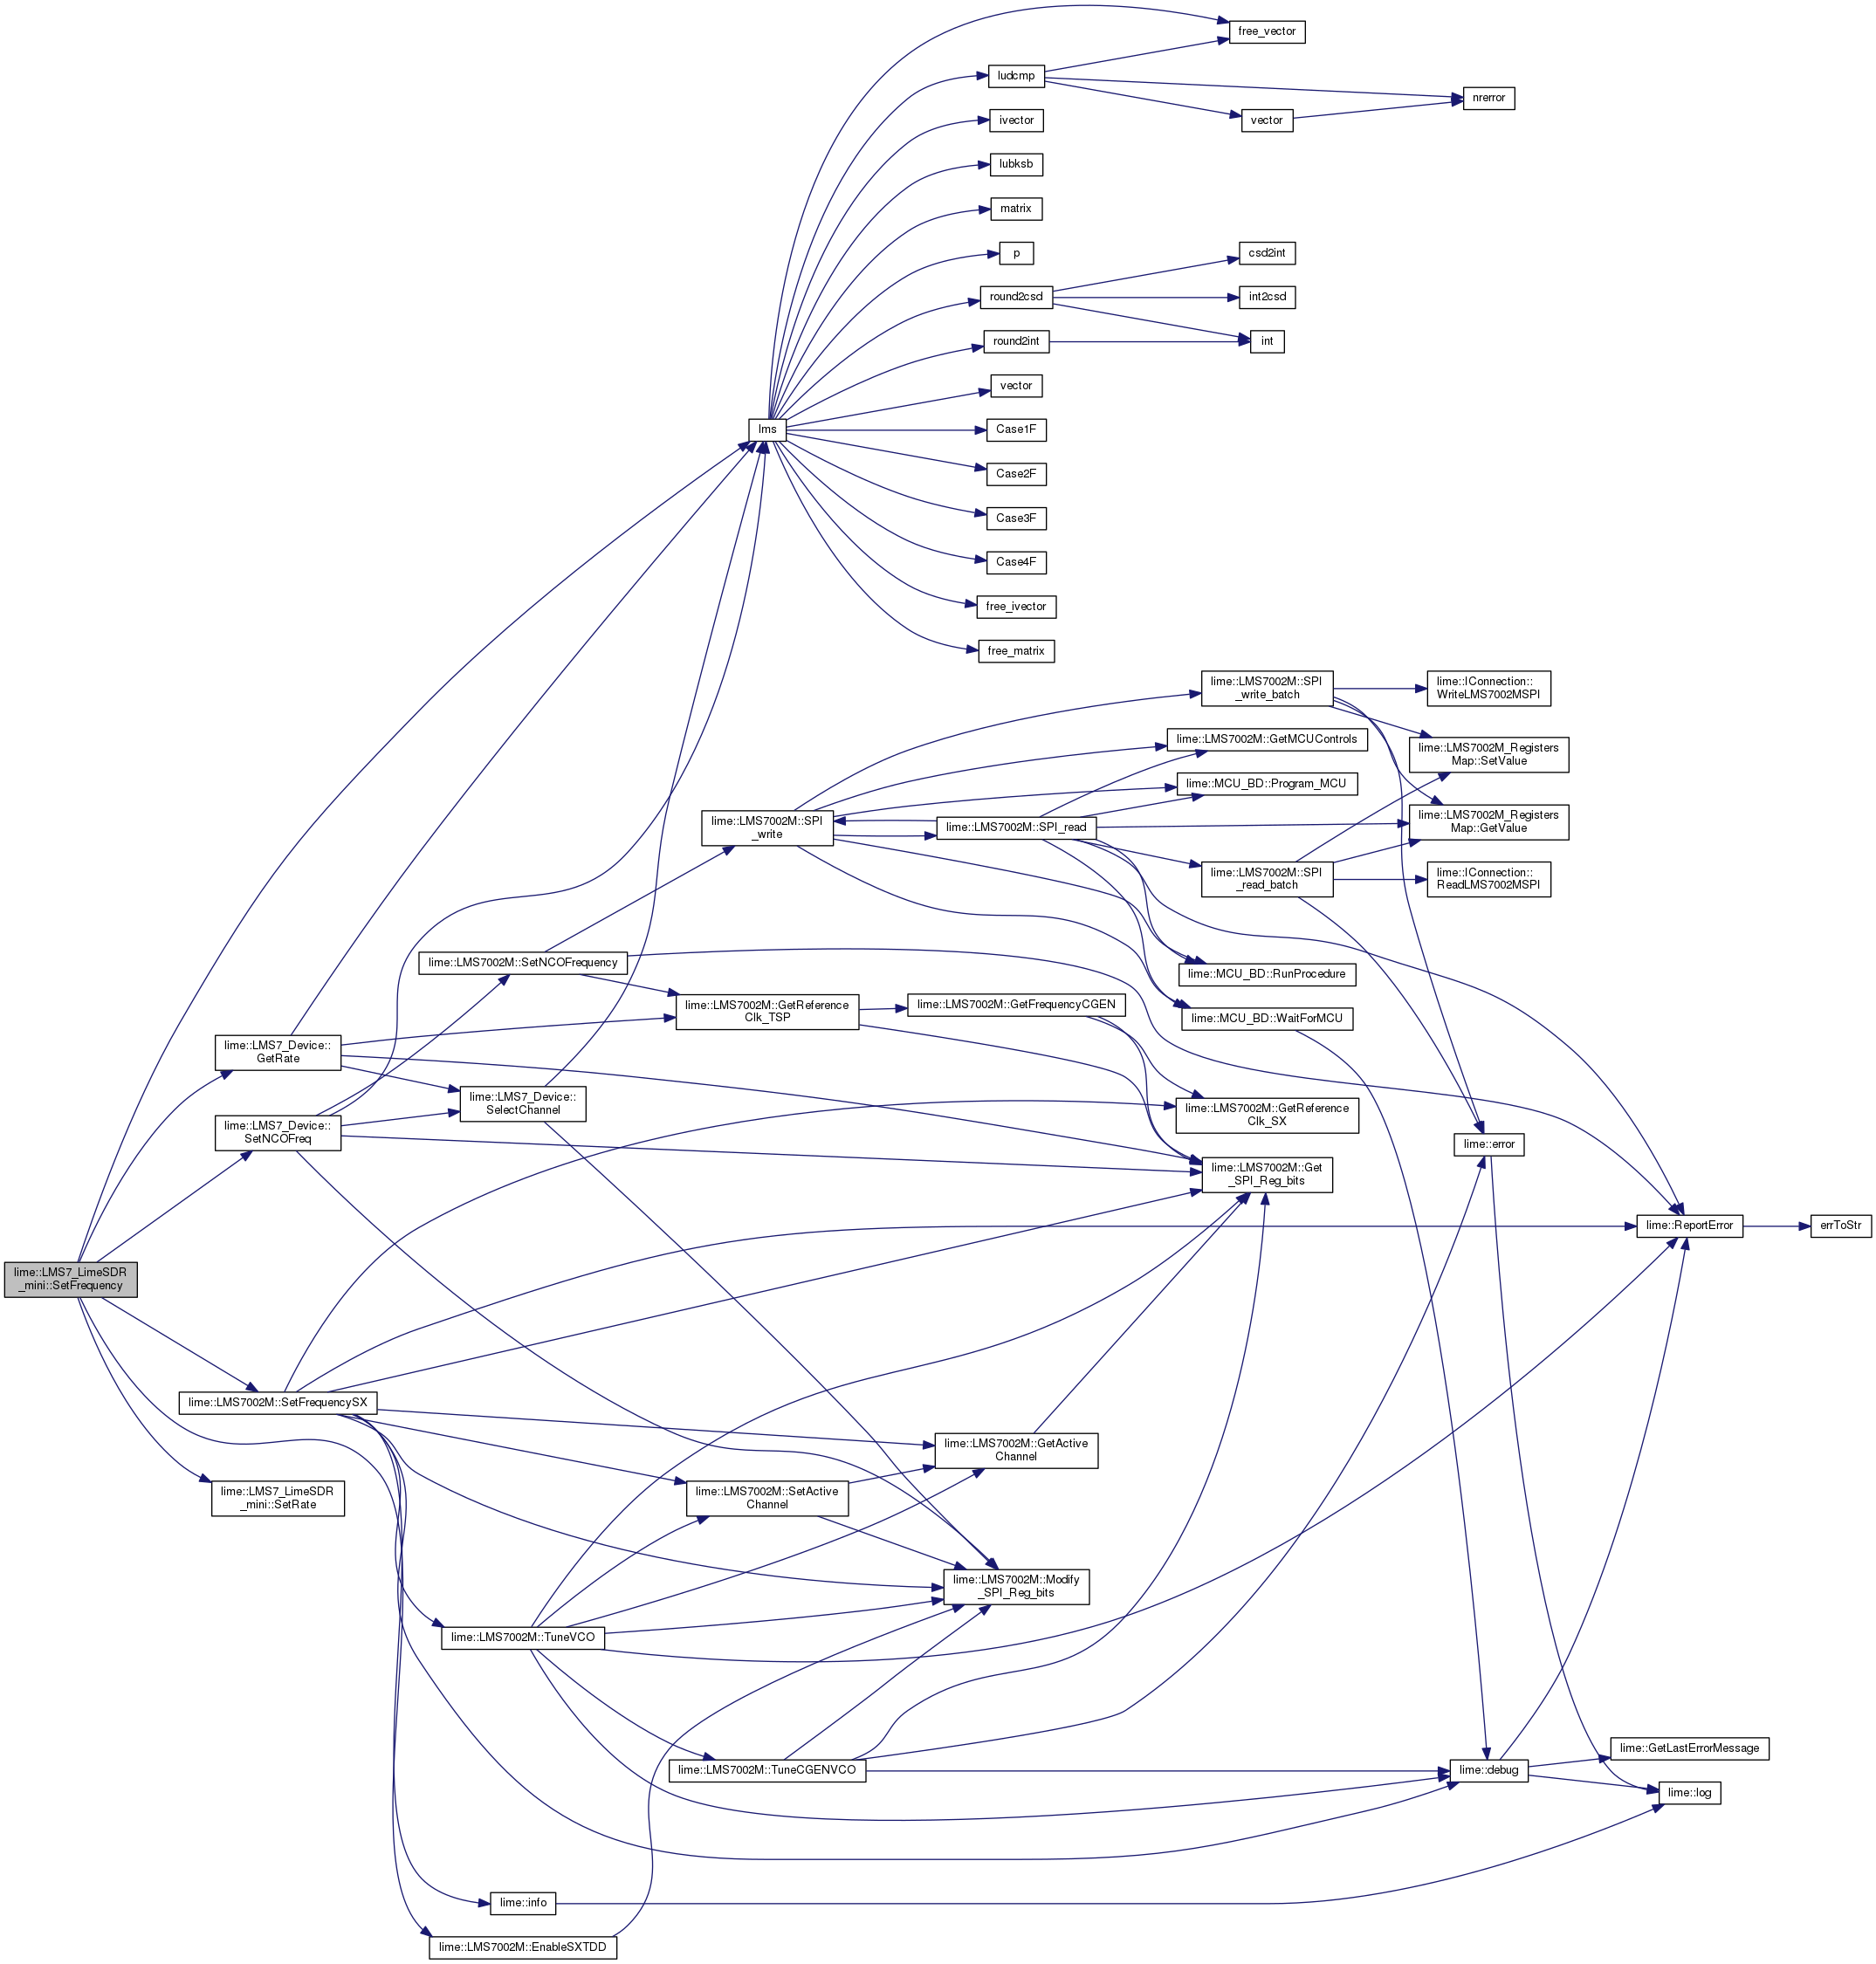 lime::LMS7_LimeSDR
_mini::SetFrequency
lime::LMS7_Device::
GetRate
lime::LMS7_Device::
SetNCOFreq
lime::LMS7002M::SetFrequencySX
lime::LMS7_LimeSDR
_mini::SetRate
lime::LMS7002M::SetNCOFrequency
lime::LMS7_Device::
SelectChannel
lime::LMS7002M::TuneVCO
lime::info
lime::LMS7002M::EnableSXTDD
lms
lime::LMS7002M::SPI
_write
lime::LMS7002M::GetReference
Clk_TSP
lime::LMS7002M::SetActive
Channel
lime::LMS7002M::TuneCGENVCO
ludcmp
ivector
lubksb
matrix
p
round2csd
round2int
vector
Case1F
Case2F
Case3F
Case4F
free_ivector
free_matrix
lime::LMS7002M::SPI_read
lime::LMS7002M::GetFrequencyCGEN
lime::LMS7002M::GetActive
Channel
lime::LMS7002M::Modify
_SPI_Reg_bits
free_vector
vector
csd2int
int2csd
int
lime::LMS7002M::SPI
_write_batch
lime::LMS7002M::GetMCUControls
lime::MCU_BD::Program_MCU
lime::LMS7002M::SPI
_read_batch
lime::MCU_BD::RunProcedure
lime::MCU_BD::WaitForMCU
lime::LMS7002M::GetReference
Clk_SX
lime::LMS7002M::Get
_SPI_Reg_bits
nrerror
lime::IConnection::
WriteLMS7002MSPI
lime::LMS7002M_Registers
Map::SetValue
lime::LMS7002M_Registers
Map::GetValue
lime::IConnection::
ReadLMS7002MSPI
lime::error
lime::debug
lime::ReportError
lime::GetLastErrorMessage
lime::log
errToStr